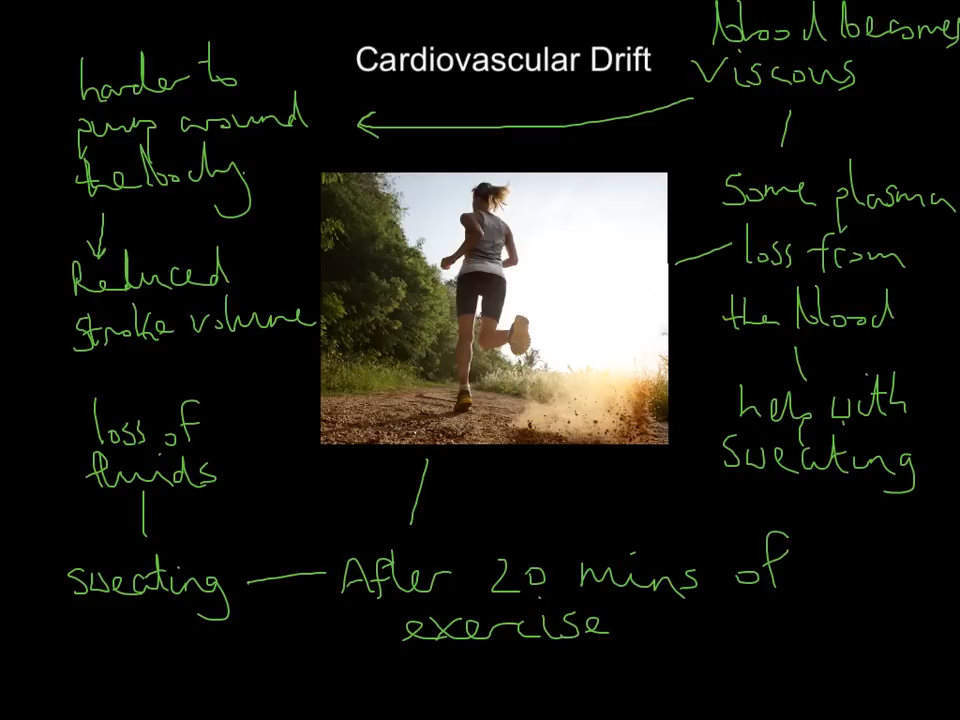 Cardiovascular Drift
blood becomes
viscous
harder to
pump around
the body
Reduced
stroke volume
Some plasma
loss from
the blood
help with
sweating
loss of
fluids
sweating
After 20 mins of
exercise